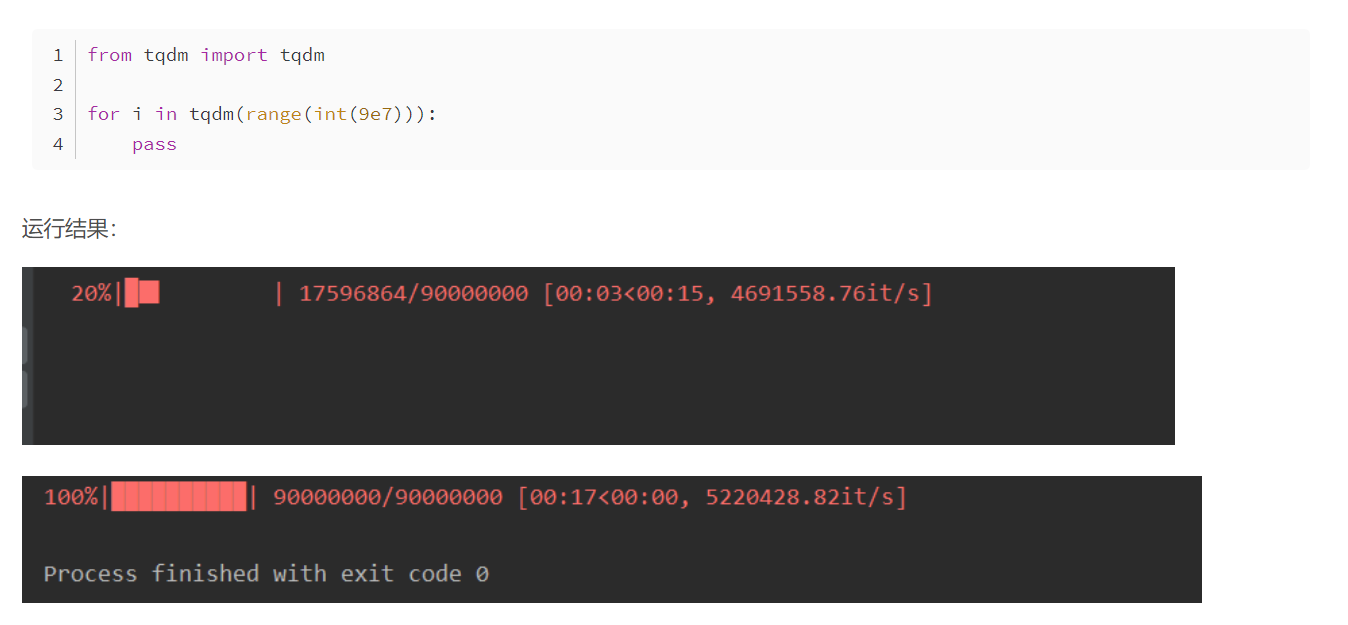 1 from tqdm import tqdm
2
3 for i in tqdm(range(int(9e7))):
4     pass
运行结果：
20%|██        | 17596864/90000000 [00:03<00:15, 4691558.76it/s]
100%|██████████| 90000000/90000000 [00:17<00:00, 5220428.82it/s]
Process finished with exit code 0